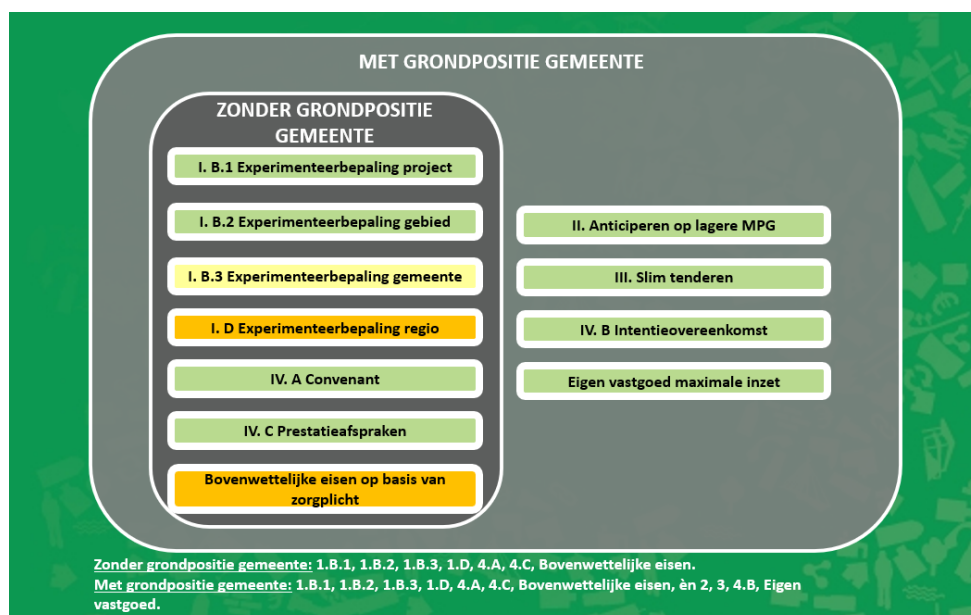 MET GRONDPOSITIE GEMEENTE
ZONDER GRONDPOSITIE
GEMEENTE
I. B.1 Experimenteerbepaling project
I. B.2 Experimenteerbepaling gebied
I. B.3 Experimenteerbepaling gemeente
I. D Experimenteerbepaling regio
IV. A Convenant
IV. C Prestatieafspraken
Bovenwettelijke eisen op basis van
zorgplicht
II. Anticiperen op lagere MPG
III. Slim tenderen
IV. B Intentieovereenkomst
Eigen vastgoed maximale inzet
Zonder grondpositie gemeente: 1.B.1, 1.B.2, 1.B.3, 1.D, 4.A, 4.C, Bovenwettelijke eisen.
Met grondpositie gemeente: 1.B.1, 1.B.2, 1.B.3, 1.D, 4.A, 4.C, Bovenwettelijke eisen, èn 2, 3, 4.B, Eigen
vastgoed.